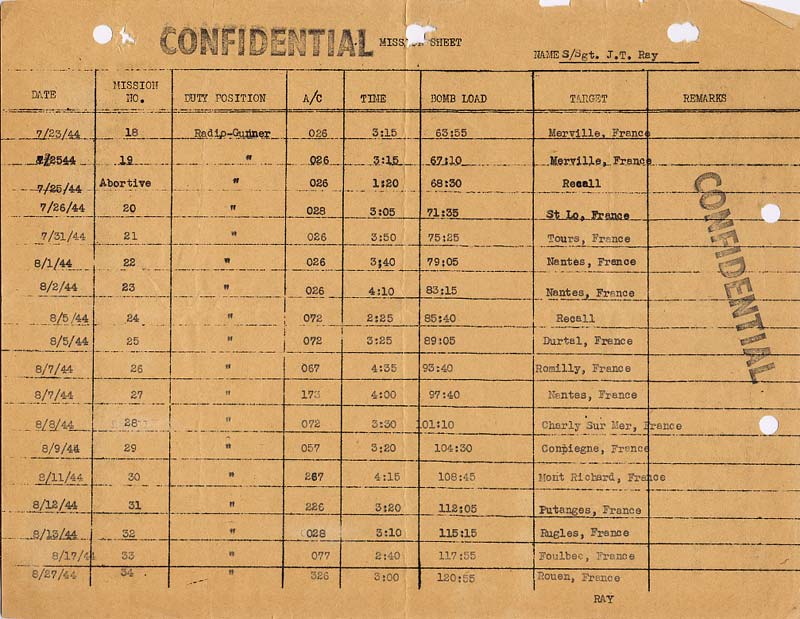 CONFIDENTIAL MISSION SHEET
NAME S/Sgt. J.T. Ray
DATE MISSION NO. DUTY POSITION A/C TIME BOMB LOAD TARGET REMARKS
7/23/44 18 Radio-Gunner 026 3:15 63:55 Merville, France
7/2544 19 " 026 3:15 67:10 Merville, France
7/25/44 Abortive " 026 1:20 68:30 Recall
7/26/44 20 " 028 3:05 71:35 St Lo, France
7/31/44 21 " 026 3:50 75:25 Tours, France
8/1/44 22 " 026 3;40 79:05 Nantes, France
8/2/44 23 " 026 4:10 83:15 Nantes, France
8/5/44 24 " 072 2:25 85:40 Recall
8/5/44 25 " 072 3:25 89:05 Durtal, France
8/7/44 26 " 067 4:35 93:40 Romilly, France
8/7/44 27 " 173 4:00 97:40 Nantes, France
8/8/44 28 " 072 3:30 101:10 Charly Sur Mer, France
8/9/44 29 " 057 3:20 104:30 Compiegne, France
8/11/44 30 " 267 4:15 108:45 Mont Richard, France
8/12/44 31 " 226 3:20 112:05 Putanges, France
8/13/44 32 " 028 3:10 115:15 Rugles, France
8/17/44 33 " 077 2:40 117:55 Foulbec, France
8/27/44 34 " 326 3:00 120:55 Rouen, France
RAY
CONFIDENTIAL